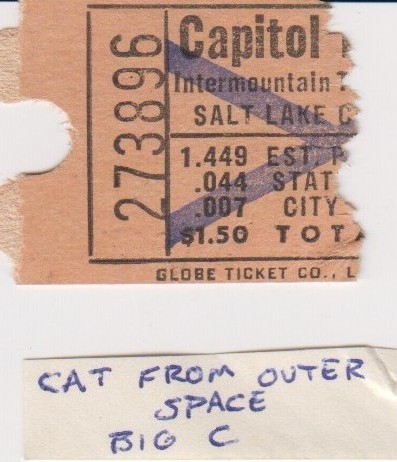 273896
Capitol
Intermountain
SALT LAKE C
1.449 EST. P
.044 STAT
.007 CITY
$1.50 TOT
GLOBE TICKET CO., L
CAT FROM OUTER
SPACE
BIG C